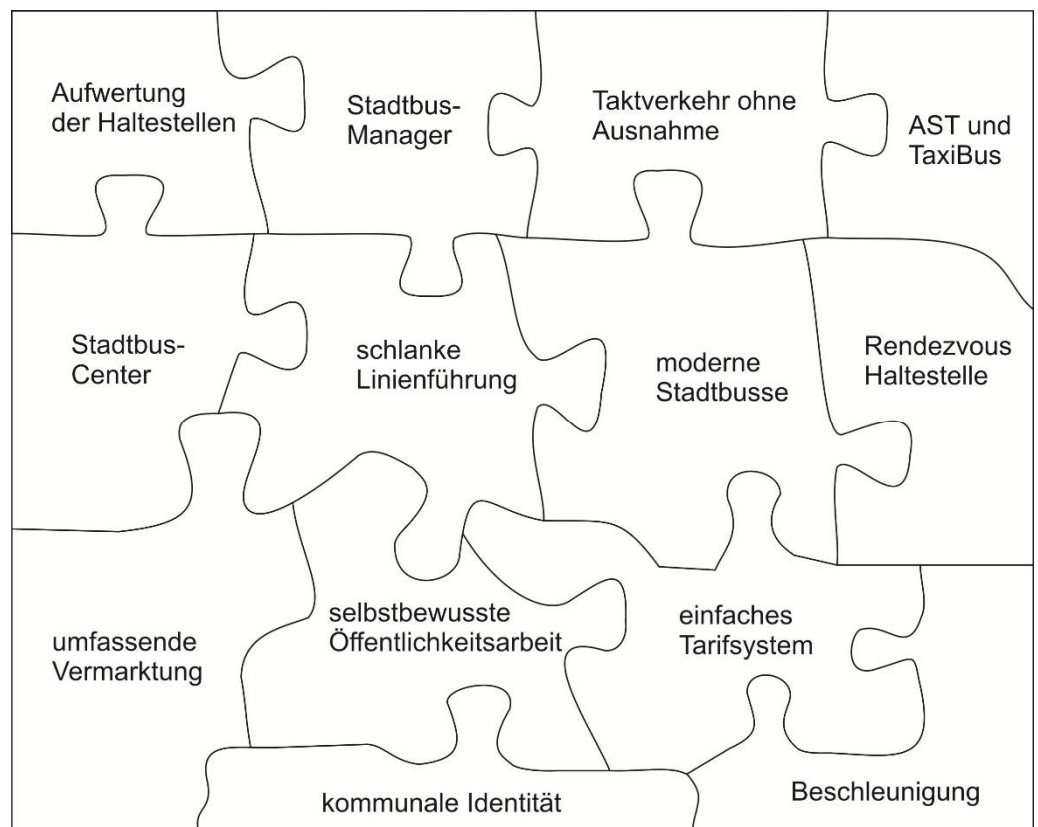 Aufwertung
der Haltestellen
Stadtbus-
Manager
Taktverkehr ohne
Ausnahme
AST und
TaxiBus
Stadtbus-
Center
schlanke
Linienführung
moderne
Stadtbusse
Rendezvous
Haltestelle
umfassende
Vermarktung
selbstbewusste
Öffentlichkeitsarbeit
einfaches
Tarifsystem
kommunale Identität
Beschleunigung